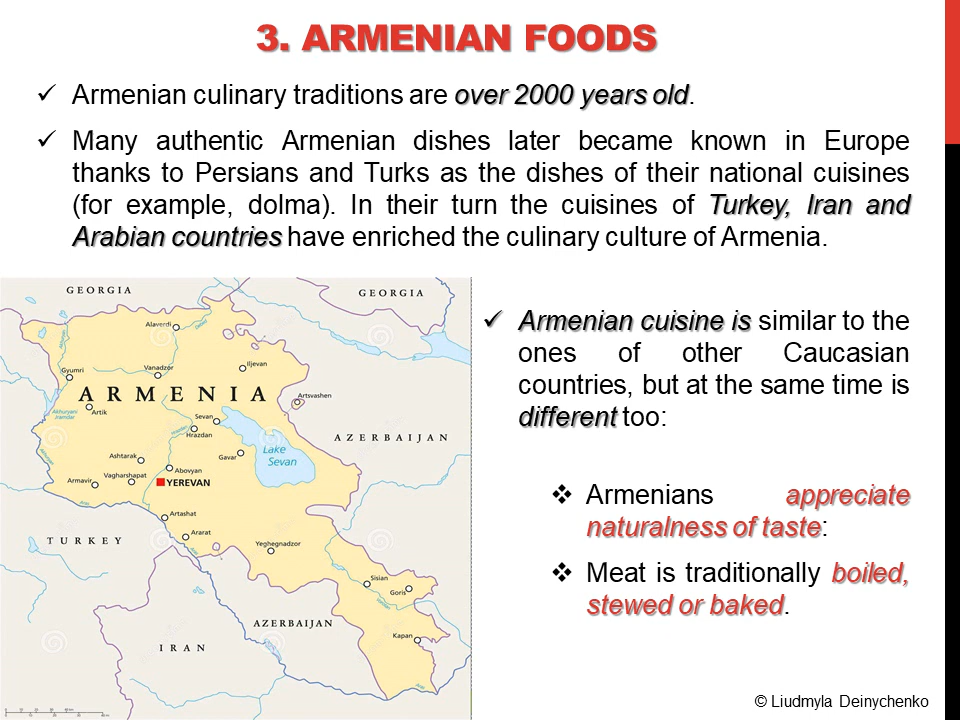 3. ARMENIAN FOODS
✓ Armenian culinary traditions are over 2000 years old.
✓ Many authentic Armenian dishes later became known in Europe
thanks to Persians and Turks as the dishes of their national cuisines
(for example, dolma). In their turn the cuisines of Turkey, Iran and
Arabian countries have enriched the culinary culture of Armenia.
✓ Armenian cuisine is similar to the
ones of other Caucasian
countries, but at the same time is
different too:
❖ Armenians appreciate
naturalness of taste:
❖ Meat is traditionally boiled,
stewed or baked.
GEORGIA
GEORGIA
Alaverdi
Debed
Ijevan
Vanadzor
Gyumri
ARMENIA
Artsvashen
Akhuryani
Jramdar
Artik
Sevan
Hrazdan
AZERBAIJAN
Lake
Sevan
Gavar
Ashtarak
Abovyan
Vagharshapat
Armavir
YEREVAN
Artashat
TURKEY
Ararat
Yeghegnadzor
Sisian
Goris
AZERBAIJAN
Kapan
IRAN
© Liudmyla Deinychenko